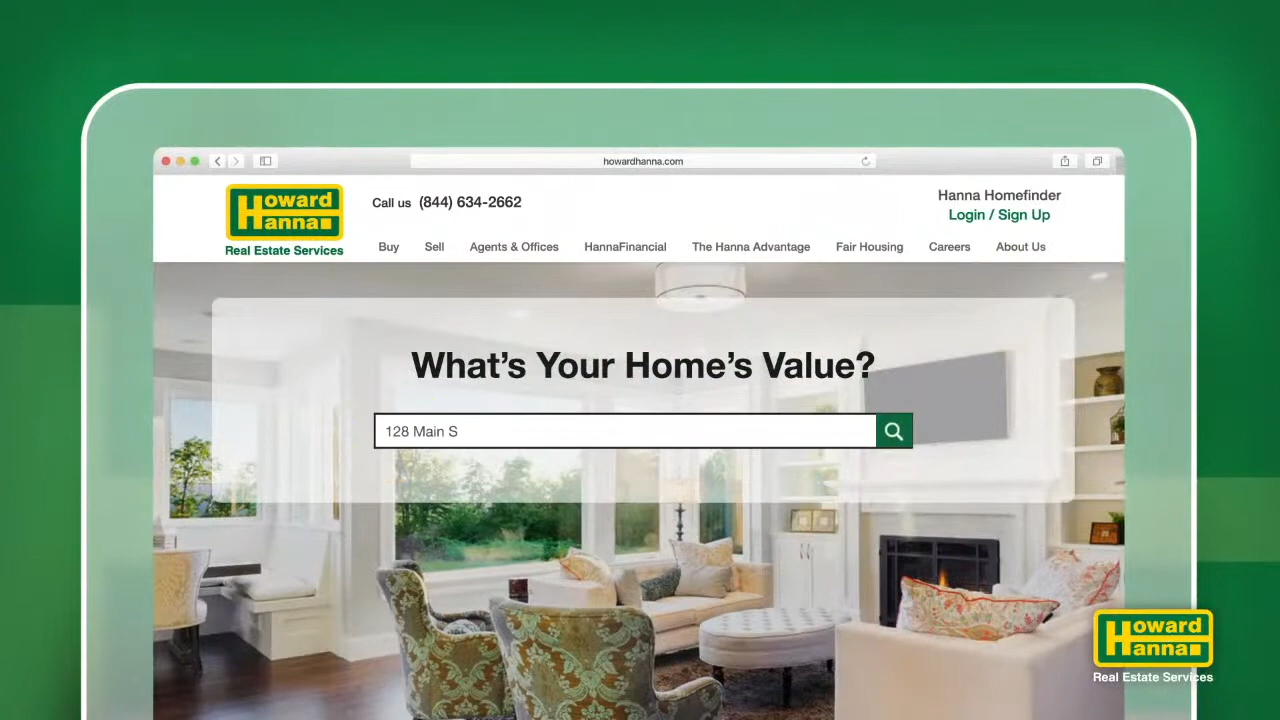 howardhanna.com
Howard
Hanna
Real Estate Services
Call us (844) 634-2662
Hanna Homefinder
Login / Sign Up
Buy Sell Agents & Offices HannaFinancial The Hanna Advantage Fair Housing Careers About Us
What's Your Home's Value?
128 Main S
Howard
Hanna
Real Estate Services